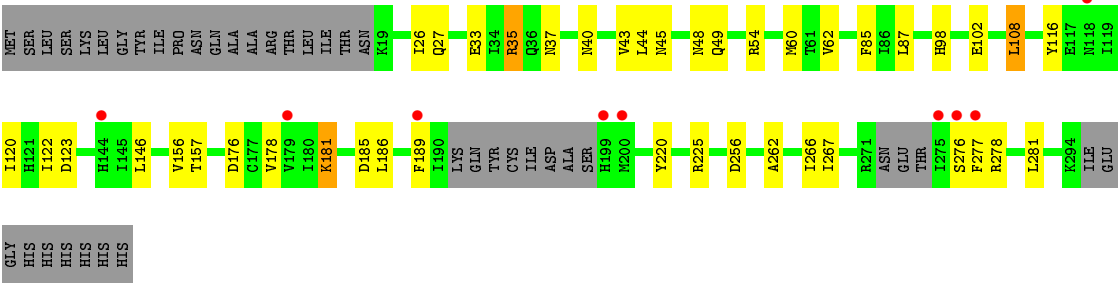 MET SER LEU SER LYS LEU GLY TYR ILE PRO ASN GLN ALA ALA ARG THR LEU ILE THR ASN K19 I26 Q27 E33 I34 R35 Q36 N37 N40 V43 L44 N45 N48 Q49 R54 M60 T61 V62 F85 I86 L87 H98 E102 L108 Y116 E117 N118 I119
I120 H121 I122 D123 H144 I145 L146 V156 T157 D176 C177 V178 V179 I180 K181 D185 L186 F189 I190 LYS GLN TYR CYS ILE ASP ALA SER H199 M200 Y220 R225 D256 A262 I266 I267 R271 ASN GLU THR I275 S276 F277 R278 L281 K294 ILE GLU
GLY HIS HIS HIS HIS HIS HIS